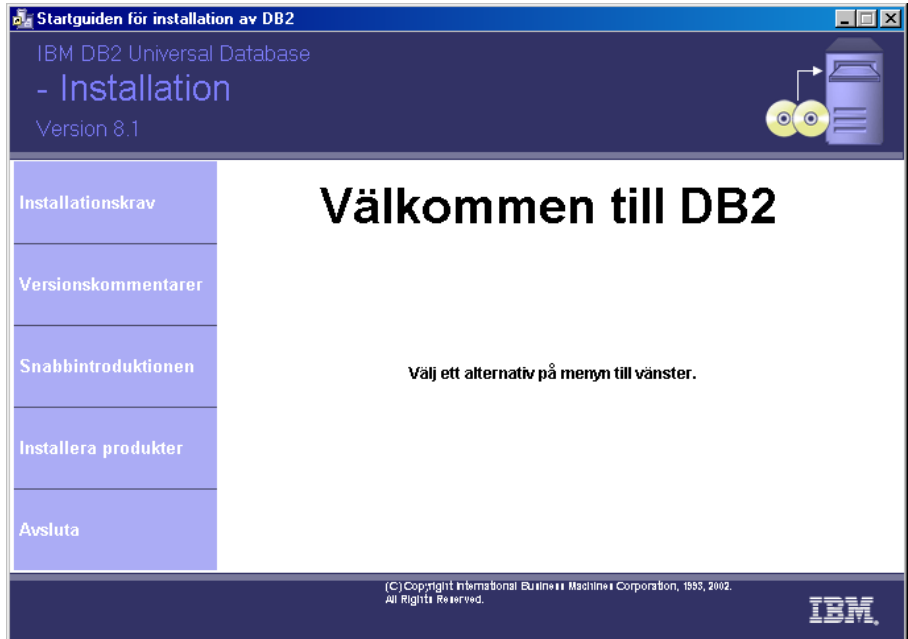 Startguiden för installation av DB2
IBM DB2 Universal Database
- Installation
Version 8.1
Installationskrav
Versionskommentarer
Snabbintroduktionen
Installera produkter
Avsluta
Välkommen till DB2
Välj ett alternativ på menyn till vänster.
(C) Copyright International Business Machines Corporation, 1993, 2002.
All Rights Reserved.
IBM.